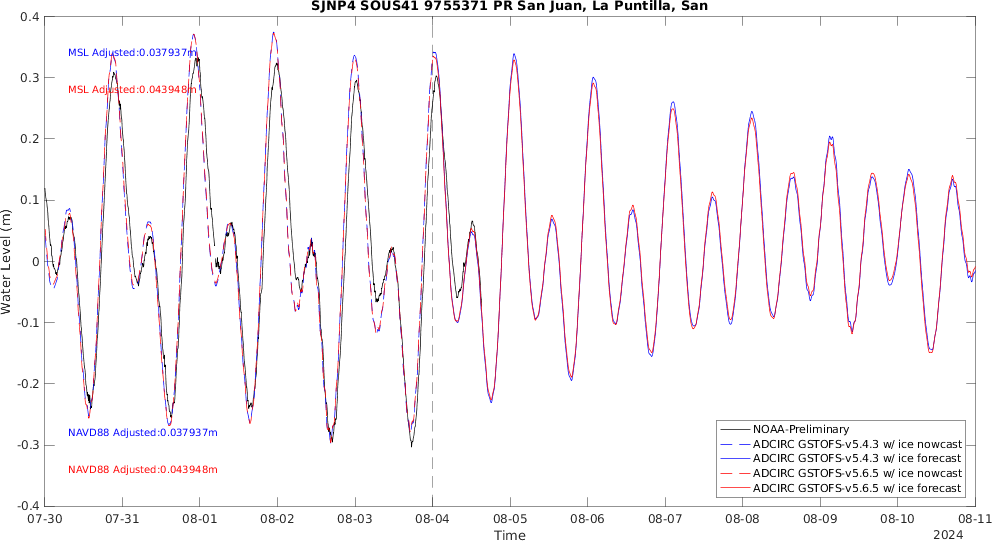 SJNP4 SOUS41 9755371 PR San Juan, La Puntilla, San
0.4
0.3
0.2
0.1
0
-0.1
-0.2
-0.3
-0.4
Water Level (m)
MSL Adjusted:0.037937m
MSL Adjusted:0.043948m
NAVD88 Adjusted:0.037937m
NAVD88 Adjusted:0.043948m
NOAA-Preliminary
ADCIRC GSTOFS-v5.4.3 w/ ice nowcast
ADCIRC GSTOFS-v5.4.3 w/ ice forecast
ADCIRC GSTOFS-v5.6.5 w/ ice nowcast
ADCIRC GSTOFS-v5.6.5 w/ ice forecast
07-30 07-31 08-01 08-02 08-03 08-04 08-05 08-06 08-07 08-08 08-09 08-10 08-11
Time
2024